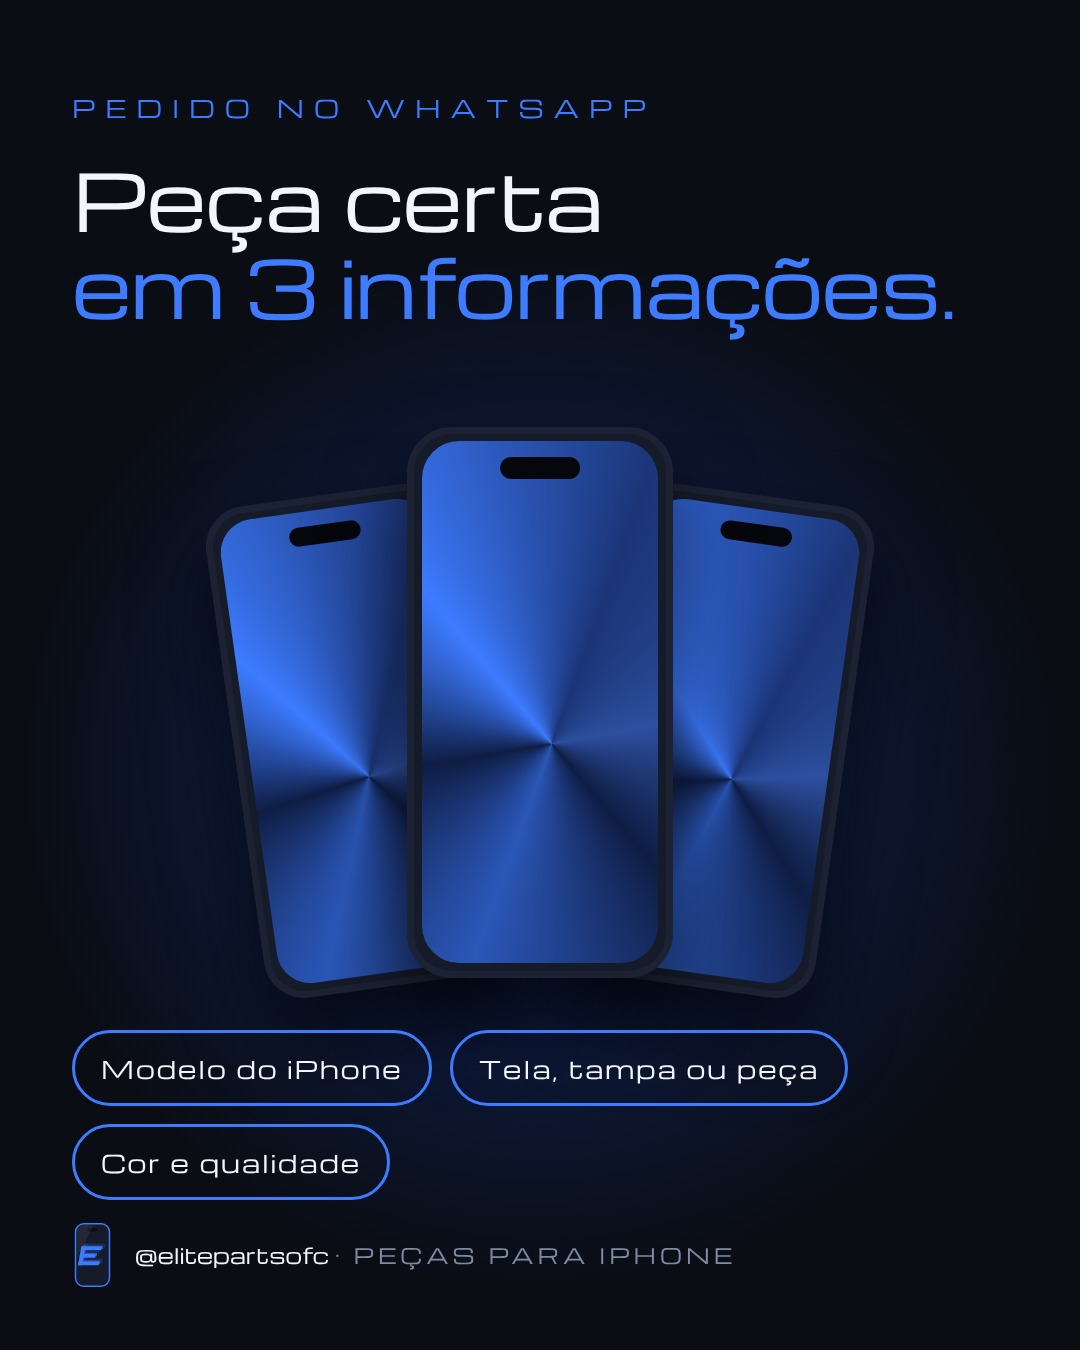 PEDIDO NO WHATSAPP
Peça certa
em 3 informações.
Modelo do iPhone
Tela, tampa ou peça
Cor e qualidade
E
@elitepartsofc · PEÇAS PARA IPHONE